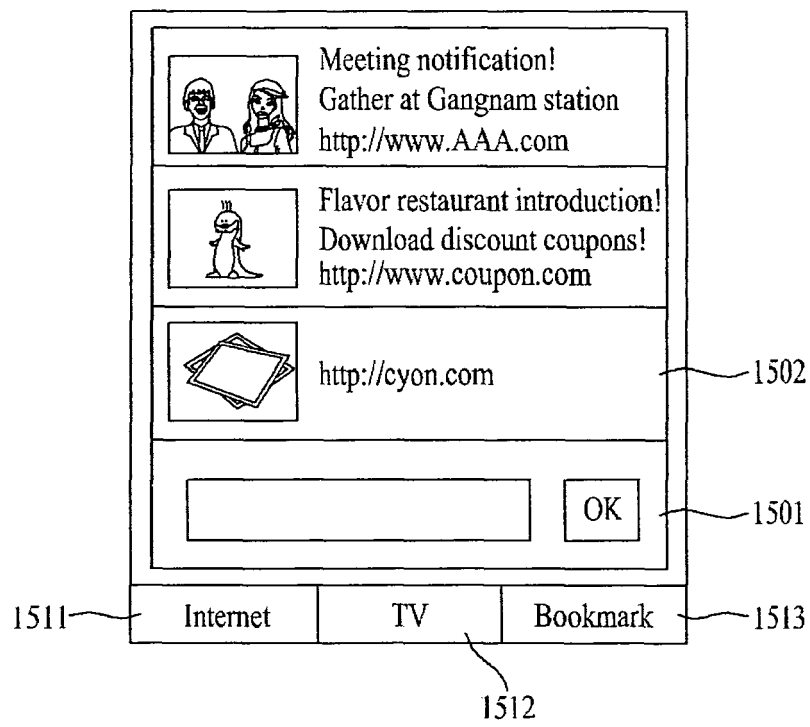 Meeting notification!
Gather at Gangnam station
http://www.AAA.com
Flavor restaurant introduction!
Download discount coupons!
http://www.coupon.com
http://cyon.com
1502
OK
1501
1511
Internet
TV
Bookmark
1513
1512